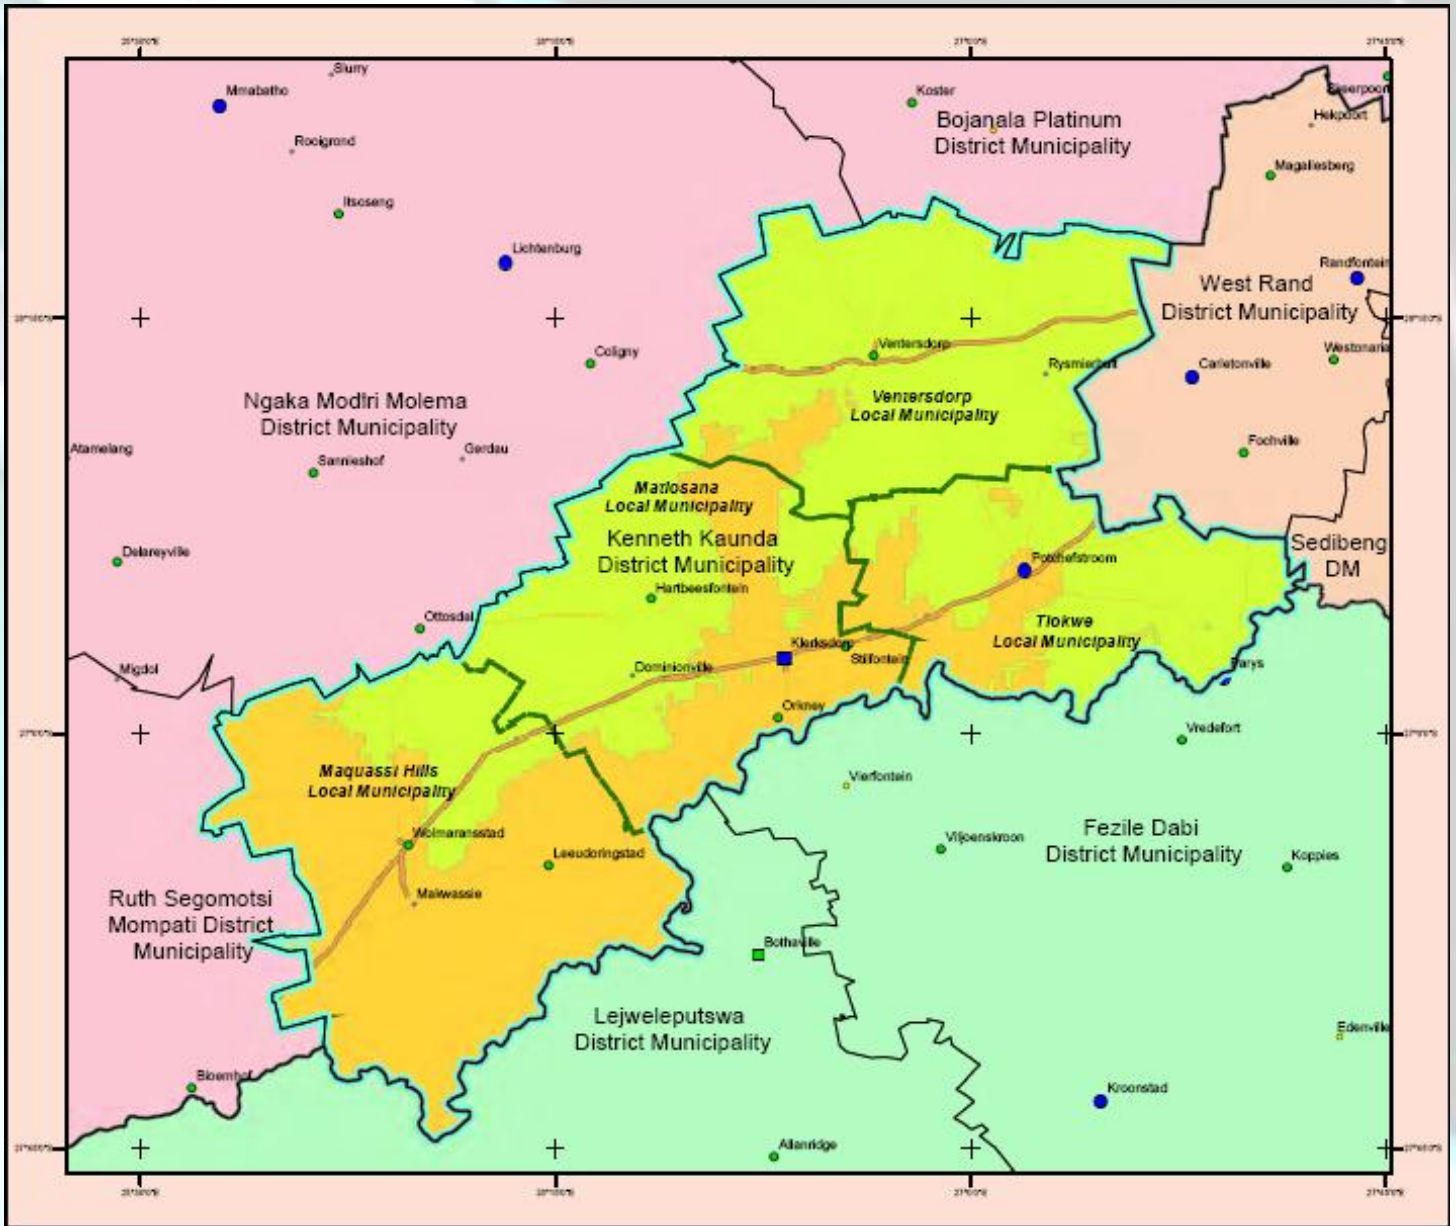 Slurry
Mmabatho
Koster
Bojanala Platinum
District Municipality
Hekpoort
Rooigrond
Magaliesberg
Itsoseng
Lichtenburg
Randfontein
West Rand
District Municipality
Ventersdorp
Westonaria
Coligny
Carletonville
Ventersdorp
Local Municipality
Ngaka Modiri Molema
District Municipality
Atamelang
Gerdau
Sannieshof
Fochville
Matlosana
Local Municipality
Kenneth Kaunda
District Municipality
Sedibeng
DM
Delareyville
Potchefstroom
Hartbeesfontein
Ottosdal
Tlokwe
Local Municipality
Klerksdorp
Stilfontein
Migdol
Dominionville
Parys
Orkney
Vredefort
Maquassi Hills
Local Municipality
Vierfontein
Wolmaransstad
Viljoenskroon
Fezile Dabi
District Municipality
Leeudoringstad
Koppies
Makwassie
Ruth Segomotsi
Mompati District
Municipality
Bothaville
Lejweleputswa
District Municipality
Edenville
Bloemhof
Kroonstad
Allanridge